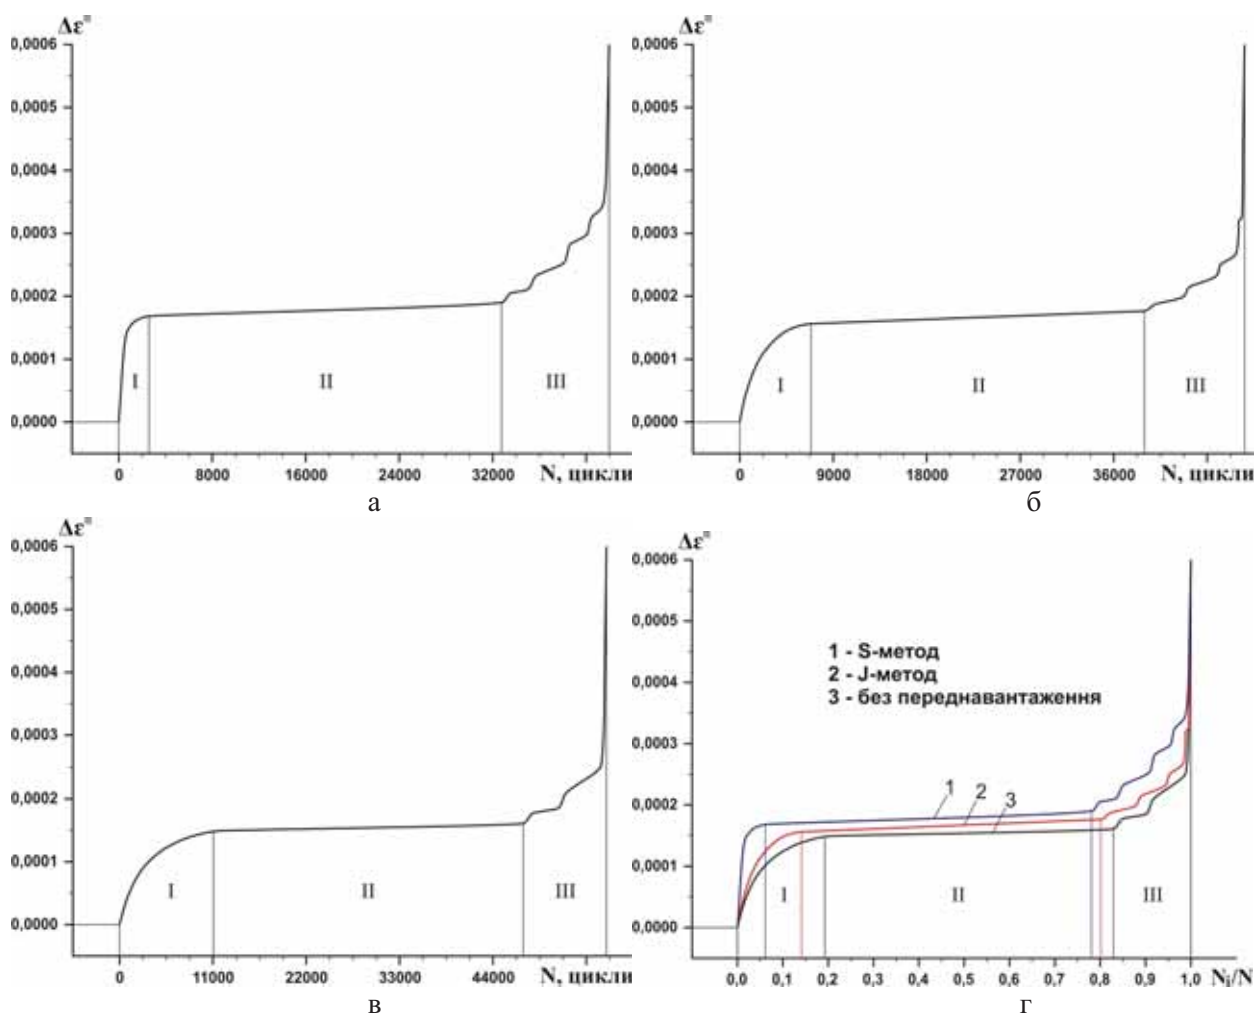 Δεⁿ
0,0006
0,0005
0,0004
0,0003
0,0002
0,0001
0,0000
I II III
0 8000 16000 24000 32000 N, цикли
а
Δεⁿ
0,0006
0,0005
0,0004
0,0003
0,0002
0,0001
0,0000
I II III
0 9000 18000 27000 36000 N, цикли
б
Δεⁿ
0,0006
0,0005
0,0004
0,0003
0,0002
0,0001
0,0000
I II III
0 11000 22000 33000 44000 N, цикли
в
Δεⁿ
0,0006
0,0005
0,0004
0,0003
0,0002
0,0001
0,0000
1 - S-метод
2 - J-метод
3 - без переднавантаження
1 2 3
I II III
0,0 0,1 0,2 0,3 0,4 0,5 0,6 0,7 0,8 0,9 1,0 Nᵢ/N
г